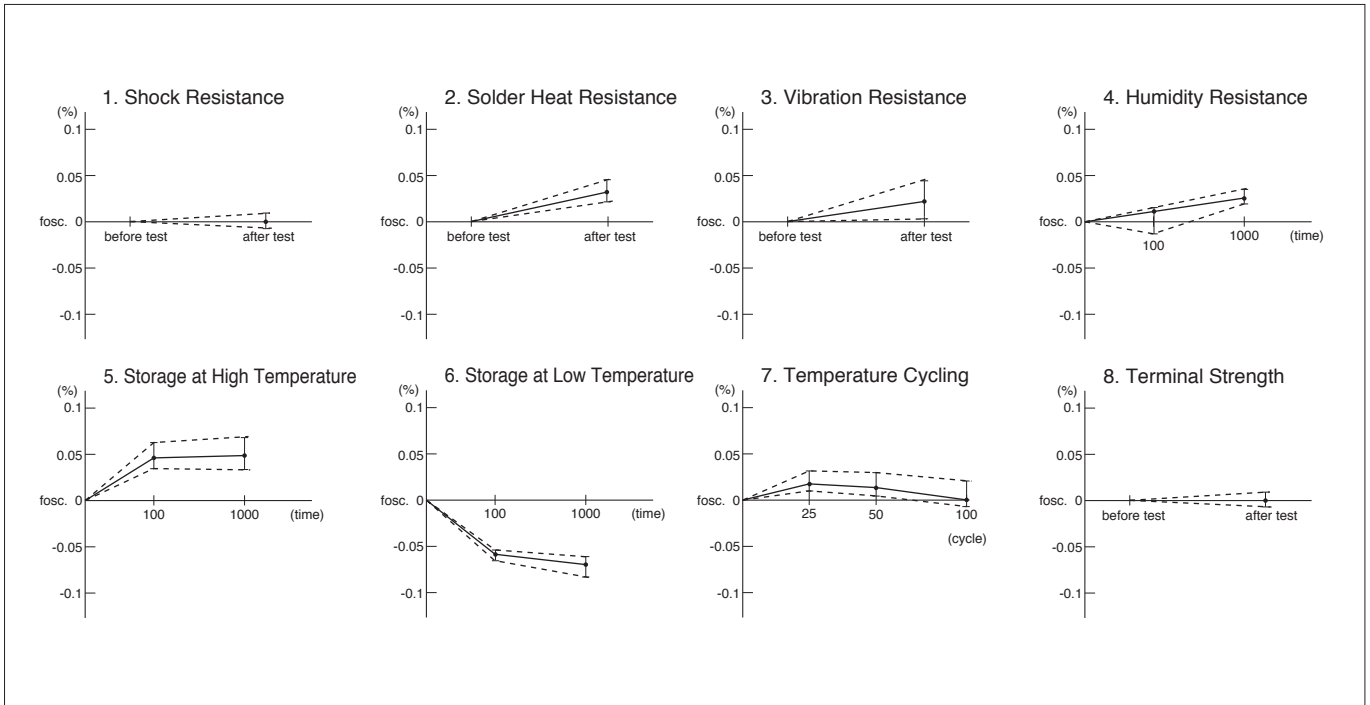 1. Shock Resistance
(%)
0.1
0.05
fosc. 0
before test after test
-0.05
-0.1
2. Solder Heat Resistance
(%)
0.1
0.05
fosc. 0
before test after test
-0.05
-0.1
3. Vibration Resistance
(%)
0.1
0.05
fosc. 0
before test after test
-0.05
-0.1
4. Humidity Resistance
(%)
0.1
0.05
fosc. 0
100 1000 (time)
-0.05
-0.1
5. Storage at High Temperature
(%)
0.1
0.05
fosc. 0
100 1000 (time)
-0.05
-0.1
6. Storage at Low Temperature
(%)
0.1
0.05
fosc. 0
100 1000 (time)
-0.05
-0.1
7. Temperature Cycling
(%)
0.1
0.05
fosc. 0
25 50 100
(cycle)
-0.05
-0.1
8. Terminal Strength
(%)
0.1
0.05
fosc. 0
before test after test
-0.05
-0.1